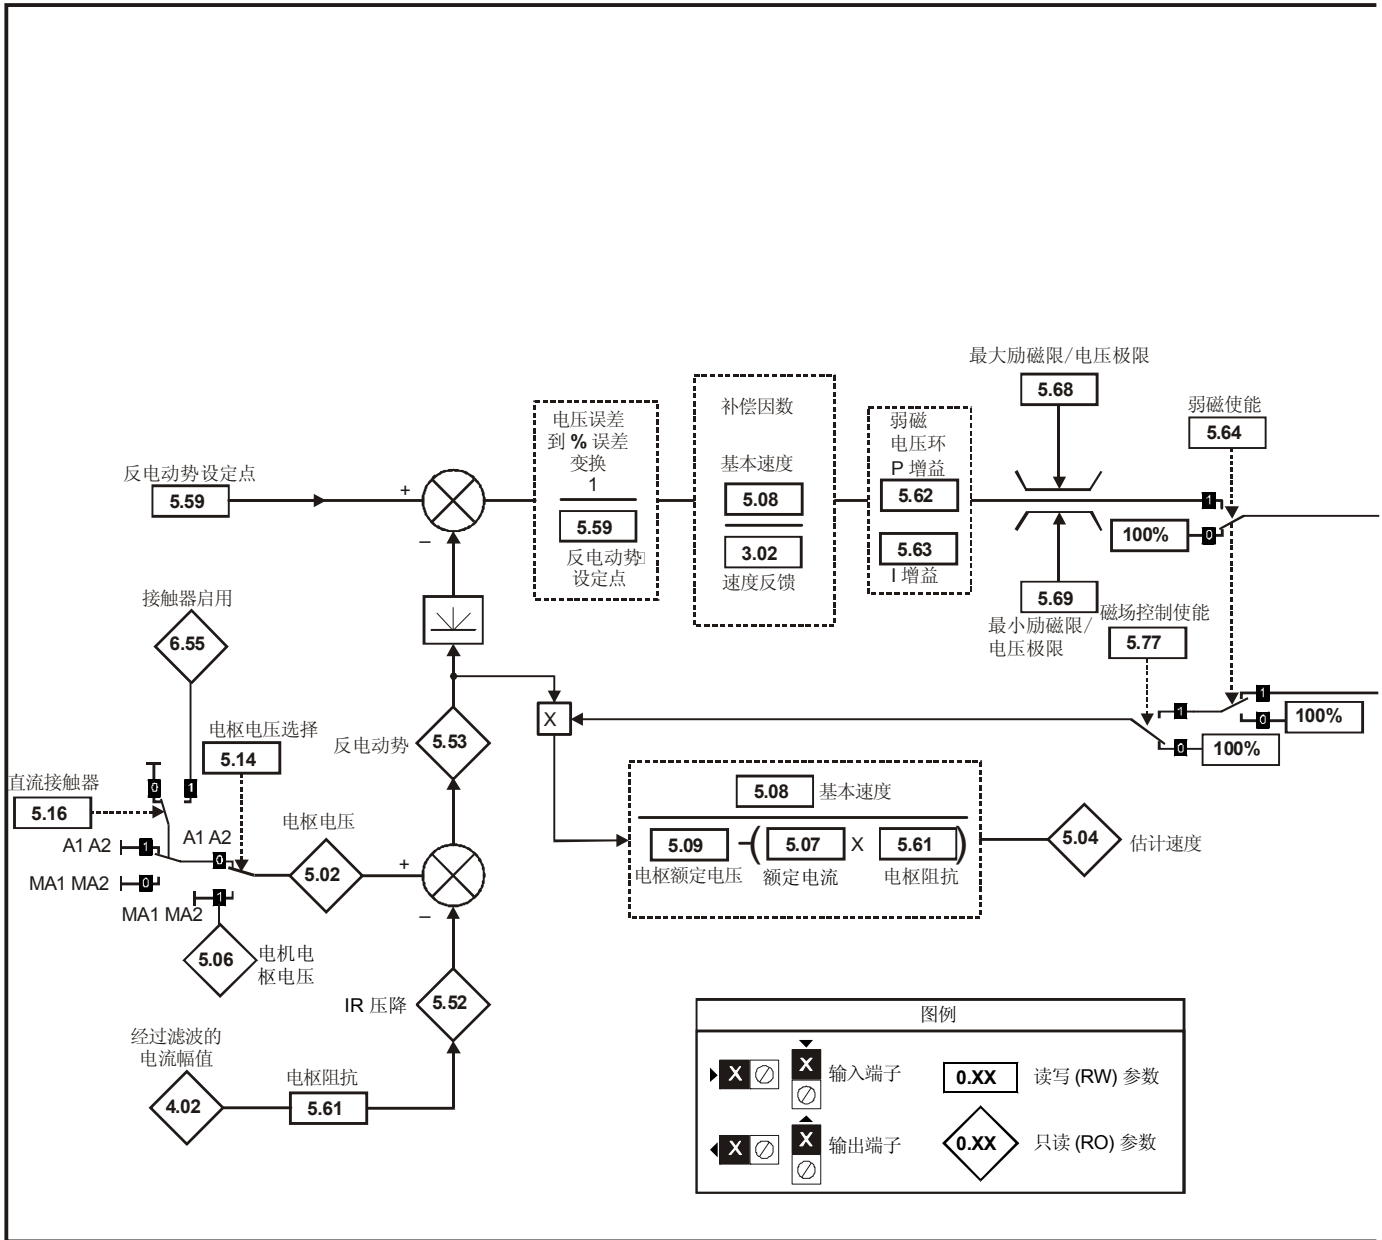 最大励磁限/电压极限
5.68
弱磁使能
5.64
电压误差
到 % 误差
变换
1
5.59
反电动势
设定点
补偿因数
基本速度
5.08
3.02
速度反馈
弱磁
电压环
P 增益
5.62
5.63
I 增益
反电动势设定点
5.59
+
−
1
100%
0
5.69
最小励磁限/
电压极限
磁场控制使能
5.77
接触器启用
6.55
X
1
0
100%
1
0
100%
反电动势
5.53
电枢电压选择
5.14
直流接触器
5.16
0
1
A1 A2
1
A1 A2
0
MA1 MA2
0
MA1 MA2
1
电枢电压
5.02
+
−
5.06
电机电
枢电压
5.08
基本速度
5.09
−(
5.07
X
5.61
)
电枢额定电压
额定电流
电枢阻抗
5.04
估计速度
IR 压降
5.52
经过滤波的
电流幅值
4.02
电枢阻抗
5.61
图例
X
X
输入端子
0.XX
读写 (RW) 参数
X
X
输出端子
0.XX
只读 (RO) 参数